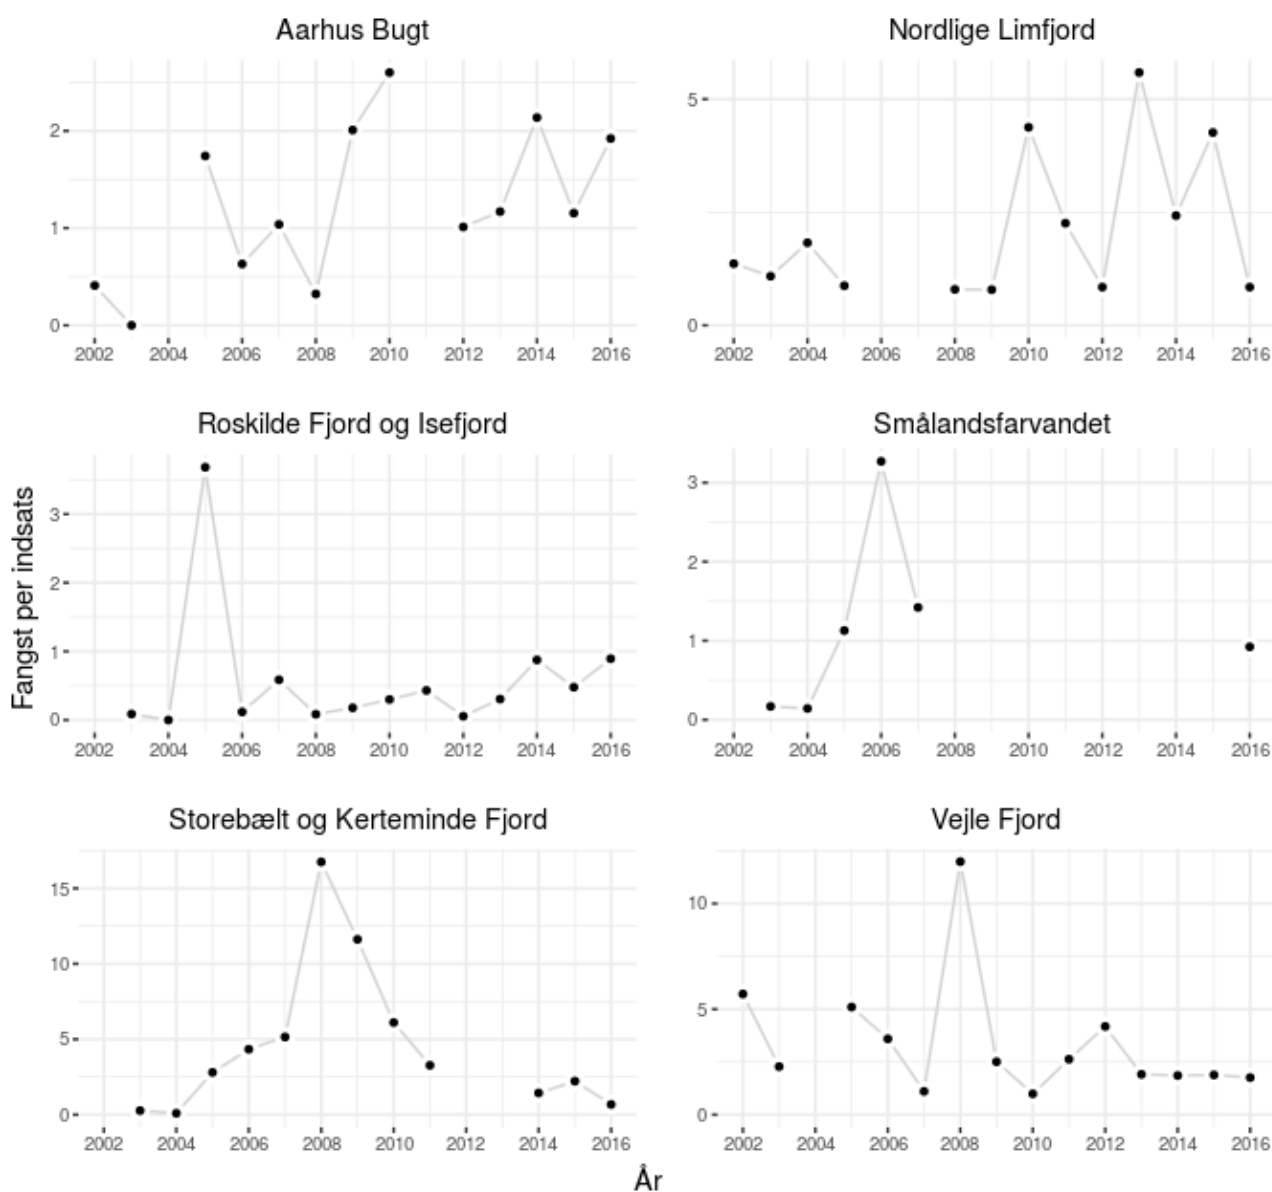 Aarhus Bugt
2
1
0
2002 2004 2006 2008 2010 2012 2014 2016
Nordlige Limfjord
5
0
2002 2004 2006 2008 2010 2012 2014 2016
Fangst per indsats
Roskilde Fjord og Isefjord
3
2
1
0
2002 2004 2006 2008 2010 2012 2014 2016
Smålandsfarvandet
3
2
1
0
2002 2004 2006 2008 2010 2012 2014 2016
Storebælt og Kerteminde Fjord
15
10
5
0
2002 2004 2006 2008 2010 2012 2014 2016
Vejle Fjord
10
5
0
2002 2004 2006 2008 2010 2012 2014 2016
År